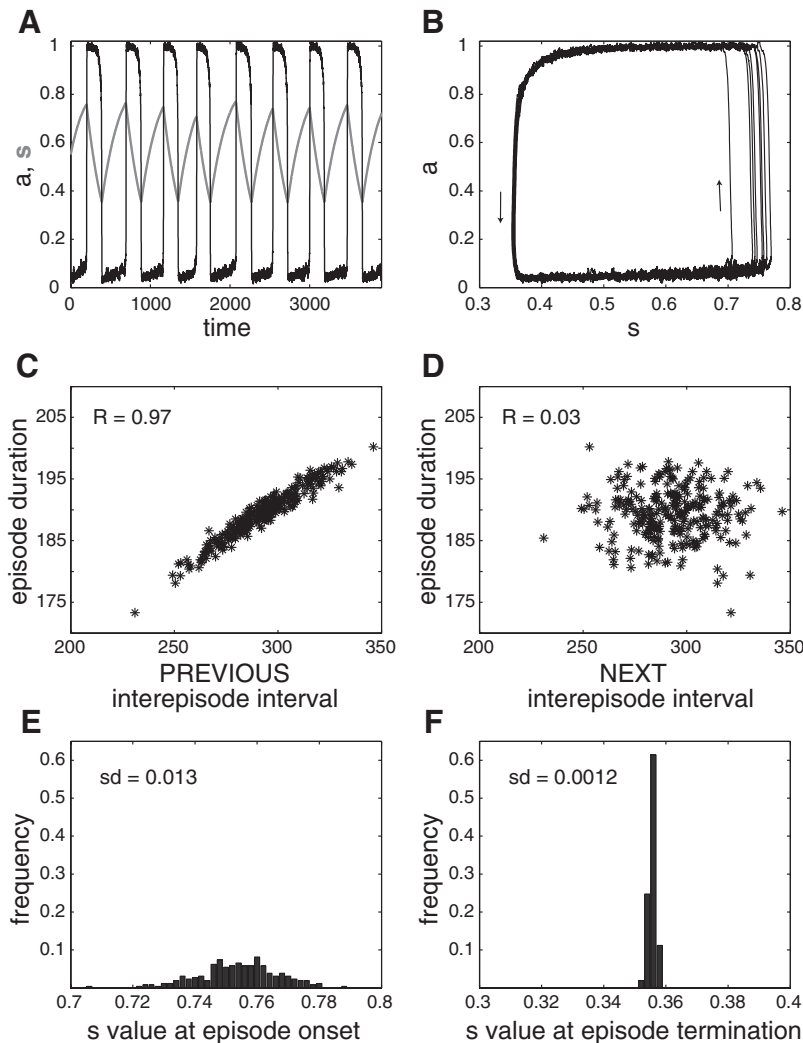 A
1
0.8
0.6
0.4
0.2
0
a, s
0
1000
2000
3000
time
B
1
0.8
0.6
0.4
0.2
0
a
0.3
0.4
0.5
0.6
0.7
0.8
s
C
R = 0.97
205
195
185
175
episode duration
200
250
300
350
PREVIOUS
interepisode interval
D
R = 0.03
205
195
185
175
episode duration
200
250
300
350
NEXT
interepisode interval
E
sd = 0.013
0.6
0.5
0.4
0.3
0.2
0.1
frequency
0.7
0.72
0.74
0.76
0.78
0.8
s value at episode onset
F
sd = 0.0012
0.6
0.5
0.4
0.3
0.2
0.1
frequency
0.3
0.32
0.34
0.36
0.38
0.4
s value at episode termination